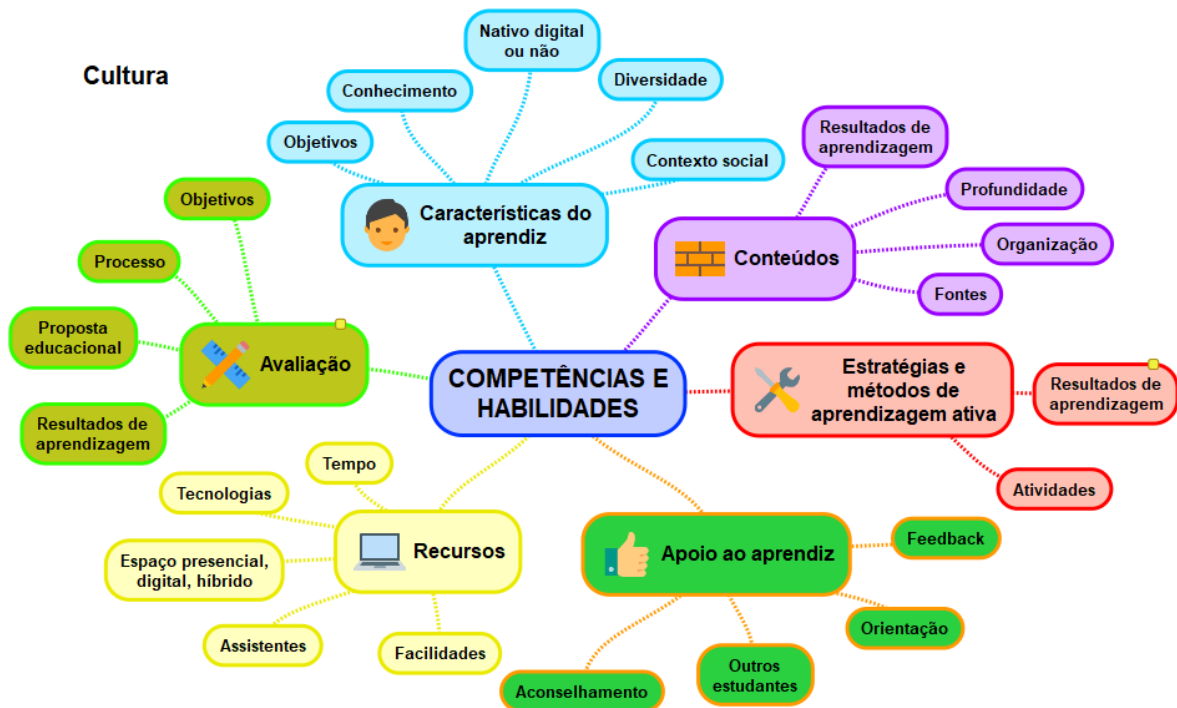 Cultura
Nativo digital
ou não
Conhecimento
Diversidade
Objetivos
Contexto social
Características do
aprendiz
Resultados de
aprendizagem
Profundidade
Organização
Fontes
Conteúdos
Objetivos
Processo
Proposta
educacional
Resultados de
aprendizagem
Avaliação
COMPETÊNCIAS E
HABILIDADES
Estratégias e
métodos de
aprendizagem ativa
Resultados de
aprendizagem
Atividades
Tempo
Tecnologias
Espaço presencial,
digital, híbrido
Assistentes
Facilidades
Recursos
Apoio ao aprendiz
Feedback
Orientação
Outros
estudantes
Aconselhamento